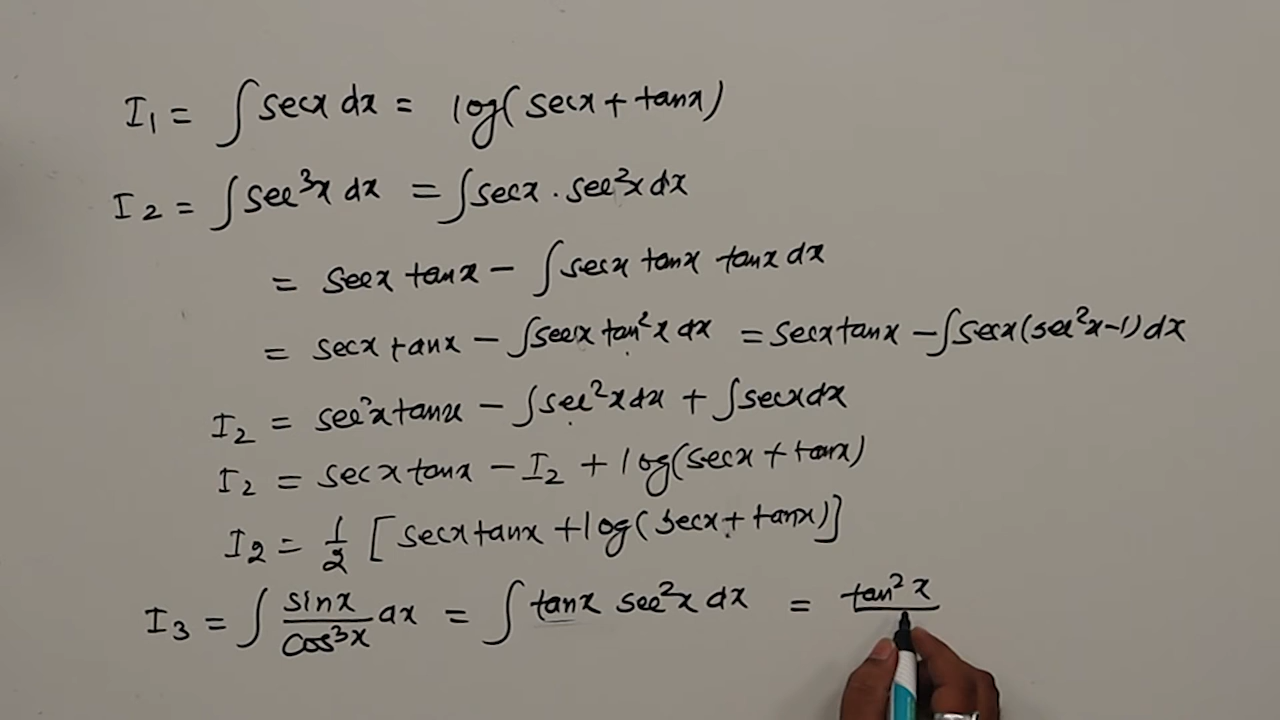 I₁ = ∫ secx dx = log(secx + tanx)
I₂ = ∫ sec³x dx = ∫ secx . sec²x dx
= secx tanx − ∫ secx tanx tanx dx
= secx tanx − ∫ secx tan²x dx = secx tanx − ∫ secx (sec²x−1) dx
I₂ = secx tanx − ∫ sec²x dx + ∫ secx dx
I₂ = secx tanx − I₂ + log(secx + tanx)
I₂ = 1/2 [secx tanx + log(secx + tanx)]
I₃ = ∫ sinx/cos³x dx = ∫ tanx sec²x dx = tan²x/